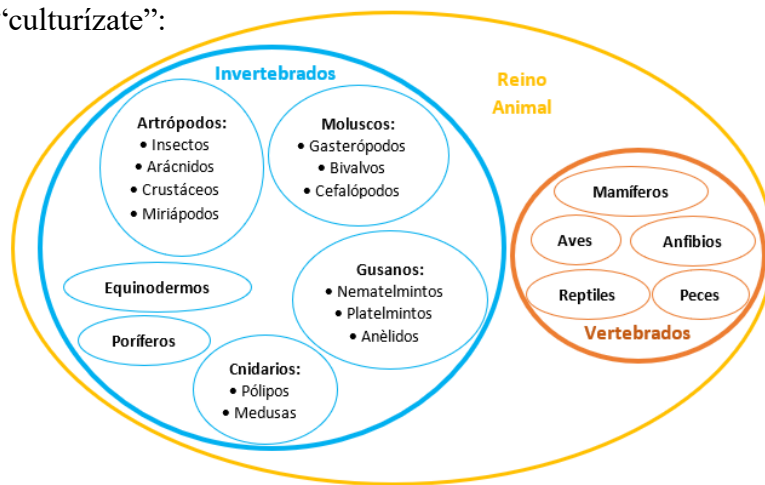 “culturízate”:
Invertebrados
Reino
Animal
Artrópodos:
• Insectos
• Arácnidos
• Crustáceos
• Miriápodos
Moluscos:
• Gasterópodos
• Bivalvos
• Cefalópodos
Mamíferos
Aves
Anfibios
Reptiles
Peces
Vertebrados
Equinodermos
Poríferos
Gusanos:
• Nematelmintos
• Platelmintos
• Anèlidos
Cnidarios:
• Pólipos
• Medusas